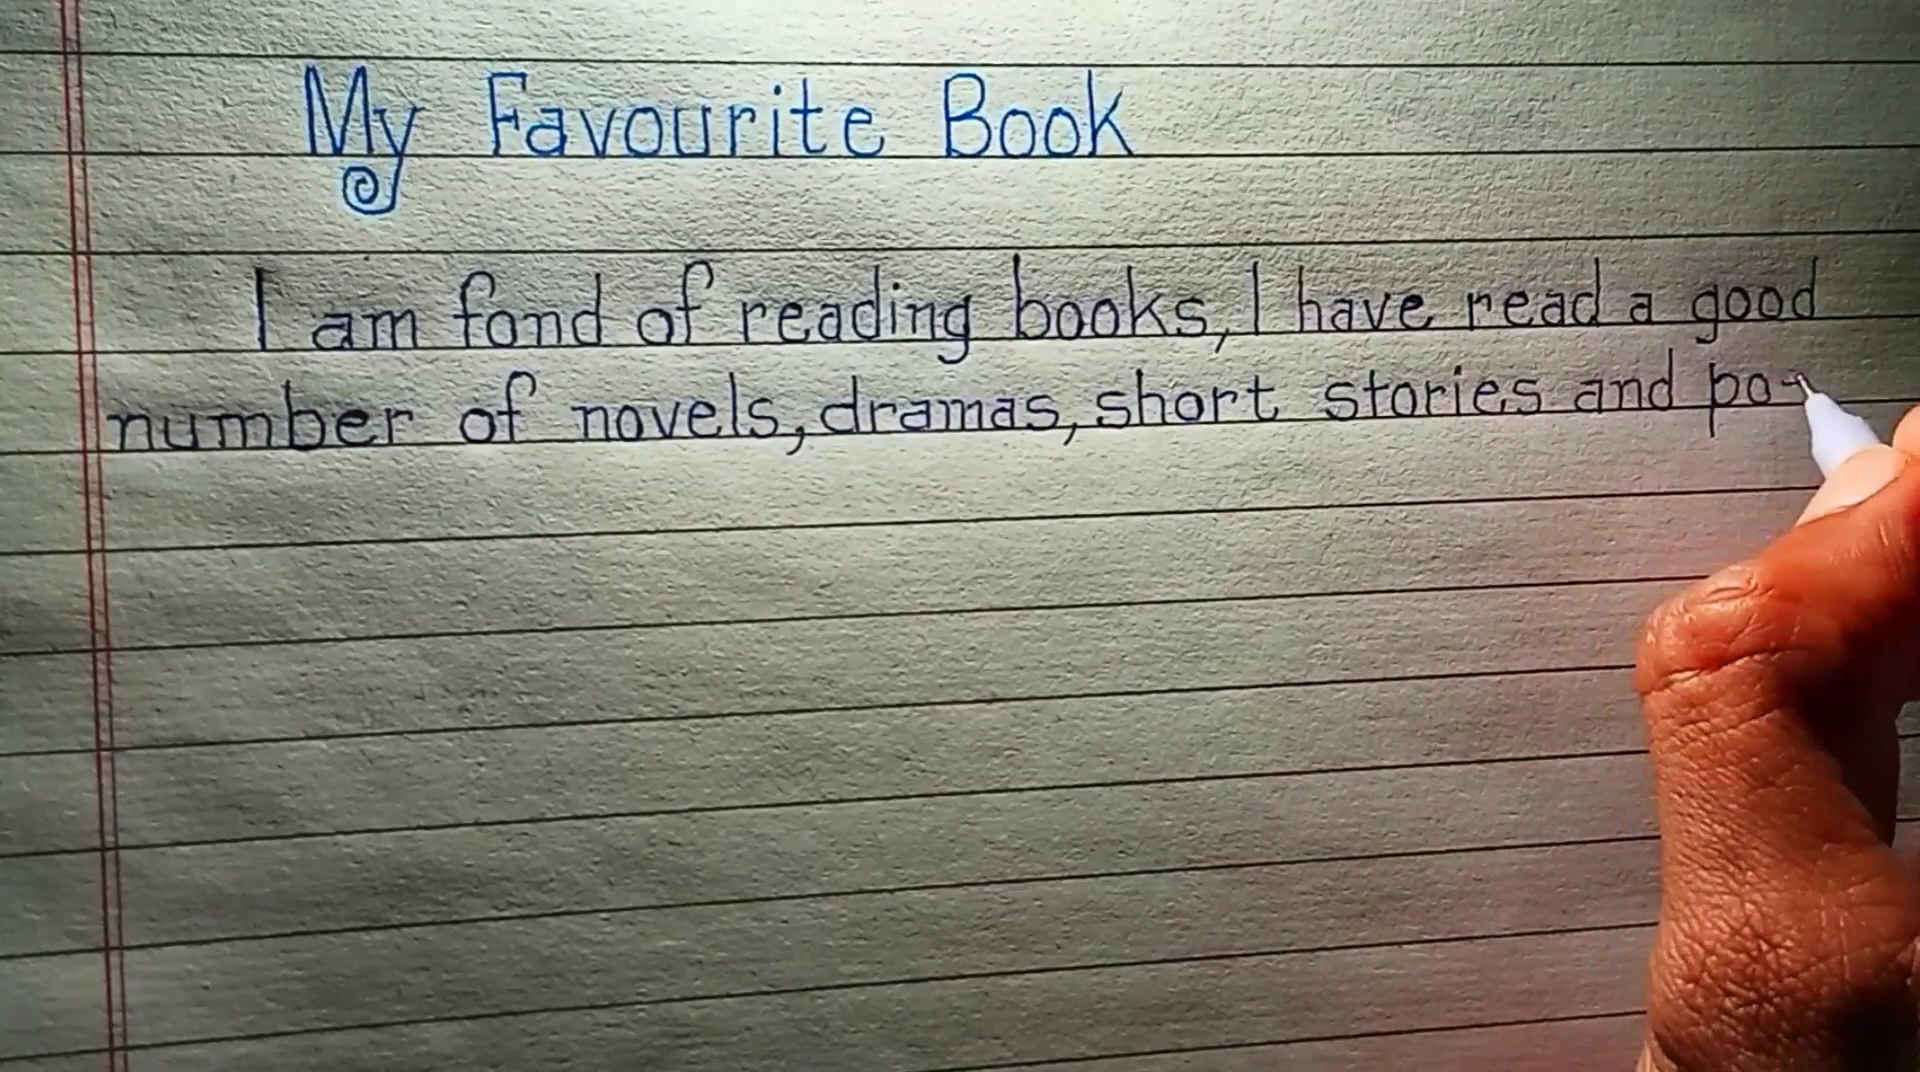 My Favourite Book
I am fond of reading books, I have read a good
number of novels, dramas, short stories and po-